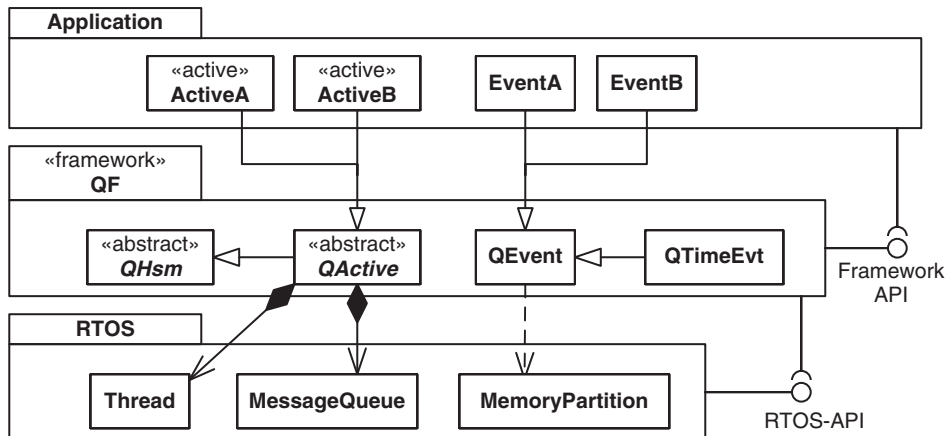 Application
«active»
ActiveA
«active»
ActiveB
EventA
EventB
«framework»
QF
«abstract»
QHsm
«abstract»
QActive
QEvent
QTimeEvt
Framework
API
RTOS
Thread
MessageQueue
MemoryPartition
RTOS-API